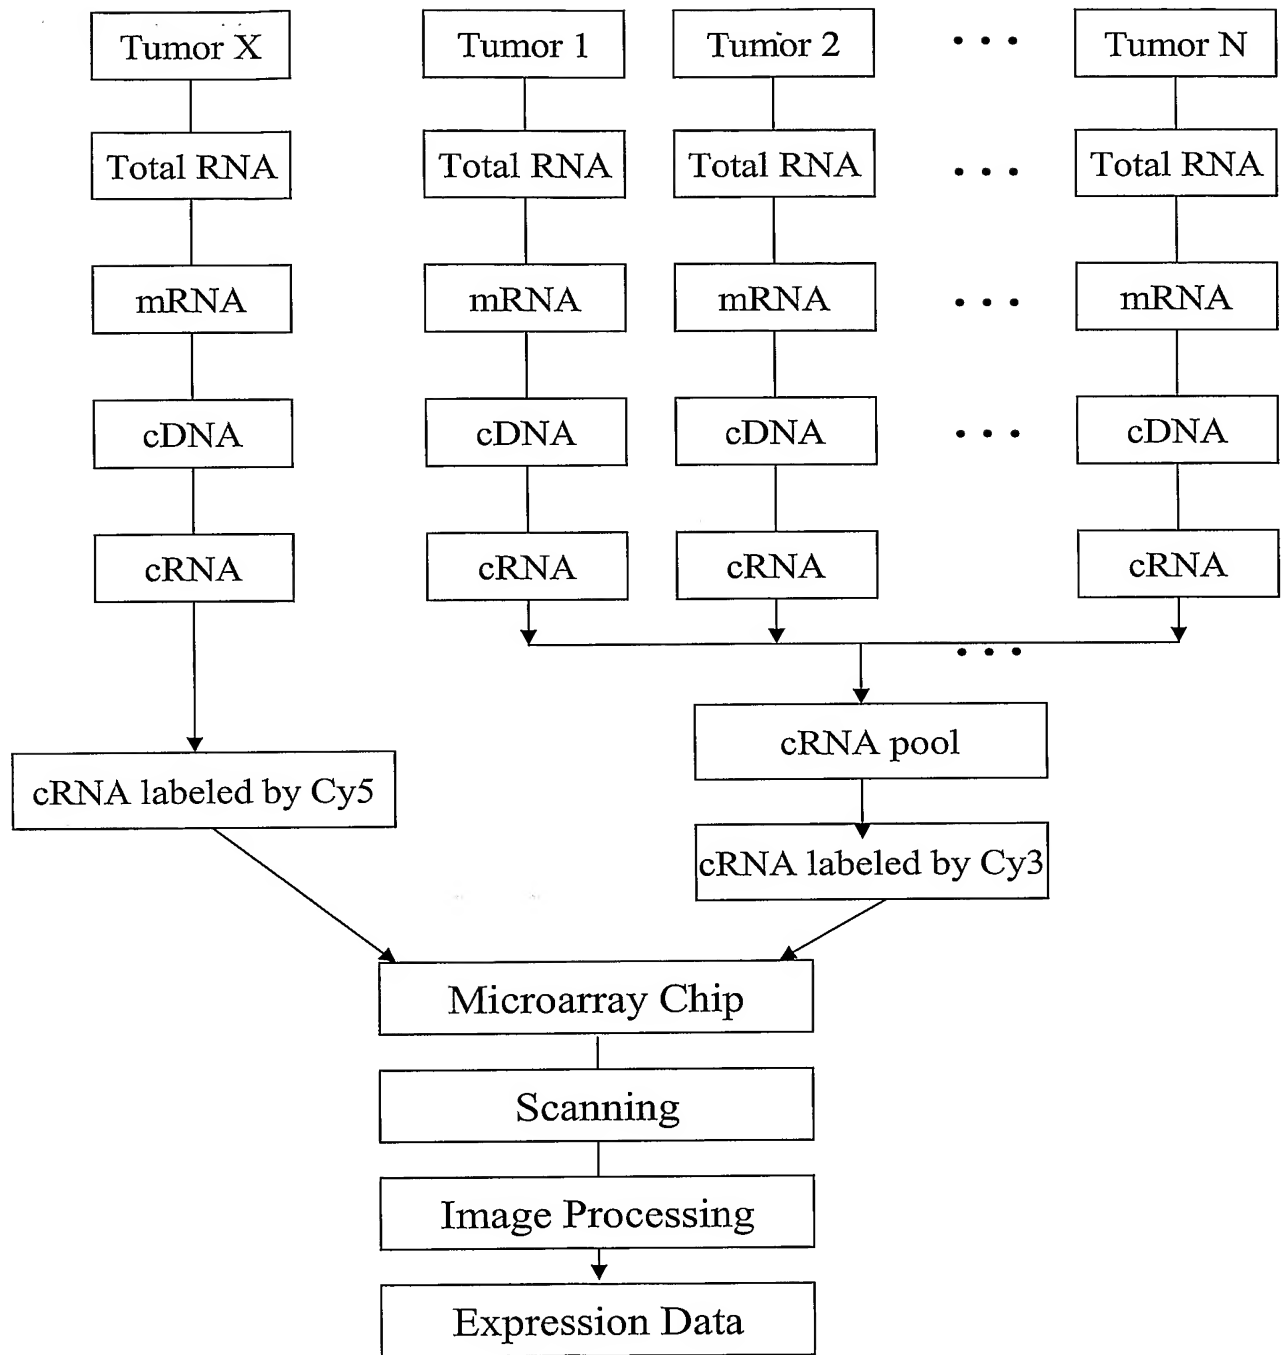 Tumor X Tumor 1 Tumor 2 • • • Tumor N
Total RNA Total RNA Total RNA • • • Total RNA
mRNA mRNA mRNA • • • mRNA
cDNA cDNA cDNA • • • cDNA
cRNA cRNA cRNA cRNA
• • •
cRNA pool
cRNA labeled by Cy5
cRNA labeled by Cy3
Microarray Chip
Scanning
Image Processing
Expression Data